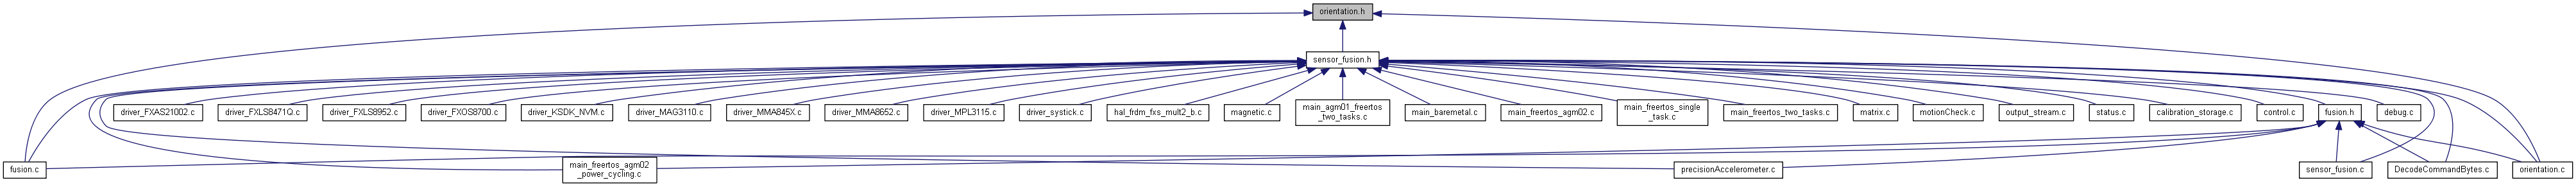 orientation.h
sensor_fusion.h
driver_FXAS21002.c
driver_FXLS8471Q.c
driver_FXLS8952.c
driver_FXOS8700.c
driver_KSDK_NVM.c
driver_MAG3110.c
driver_MMA845X.c
driver_MMA8652.c
driver_MPL3115.c
driver_systick.c
hal_frdm_fxs_mult2_b.c
magnetic.c
main_agm01_freertos
_two_tasks.c
main_baremetal.c
main_freertos_agm02.c
main_freertos_single
_task.c
main_freertos_two_tasks.c
matrix.c
motionCheck.c
output_stream.c
status.c
calibration_storage.c
control.c
fusion.h
debug.c
fusion.c
main_freertos_agm02
_power_cycling.c
precisionAccelerometer.c
sensor_fusion.c
DecodeCommandBytes.c
orientation.c